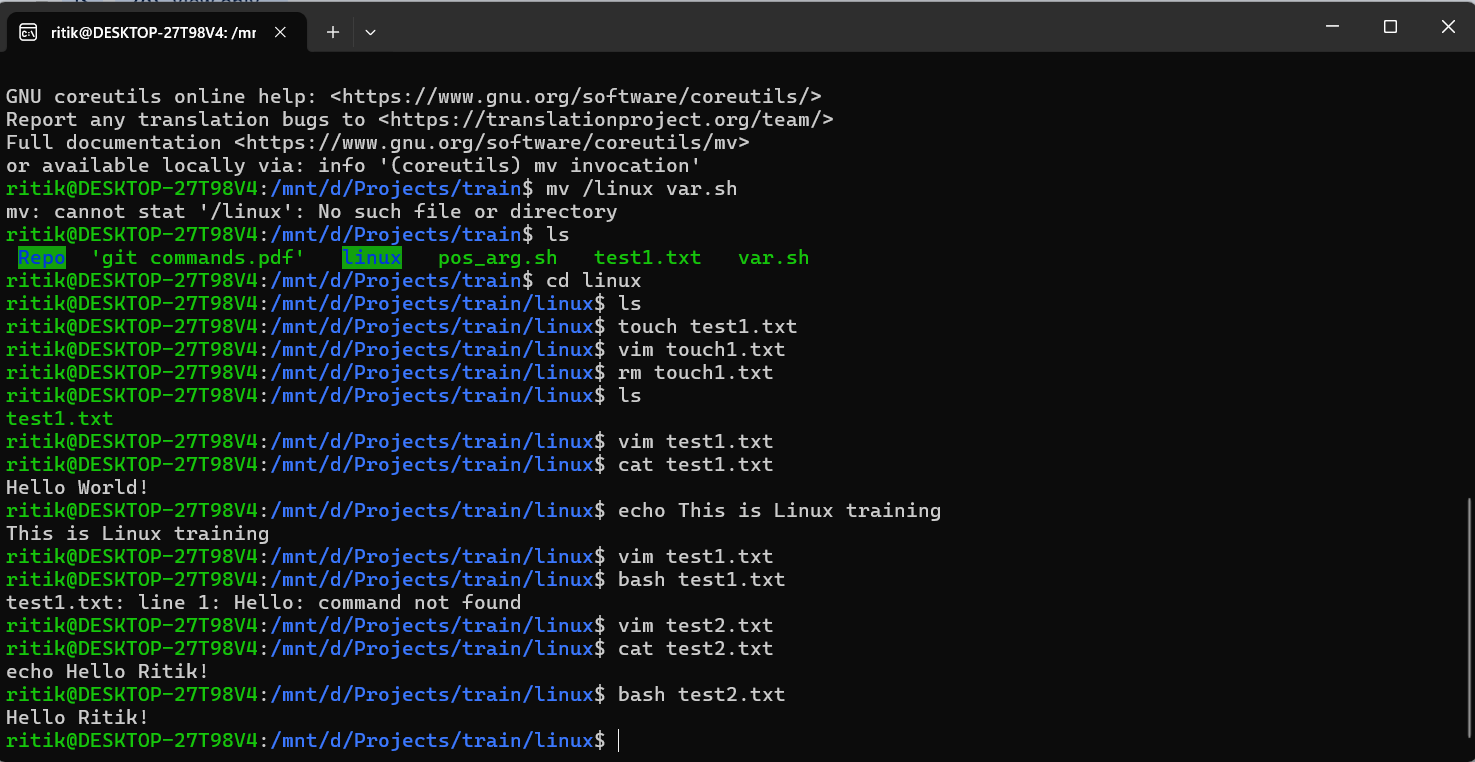 ritik@DESKTOP-27T98V4: /mr
GNU coreutils online help: <https://www.gnu.org/software/coreutils/>
Report any translation bugs to <https://translationproject.org/team/>
Full documentation <https://www.gnu.org/software/coreutils/mv>
or available locally via: info '(coreutils) mv invocation'
ritik@DESKTOP-27T98V4:/mnt/d/Projects/train$ mv /linux var.sh
mv: cannot stat '/linux': No such file or directory
ritik@DESKTOP-27T98V4:/mnt/d/Projects/train$ ls
Repo 'git commands.pdf' linux pos_arg.sh test1.txt var.sh
ritik@DESKTOP-27T98V4:/mnt/d/Projects/train$ cd linux
ritik@DESKTOP-27T98V4:/mnt/d/Projects/train/linux$ ls
ritik@DESKTOP-27T98V4:/mnt/d/Projects/train/linux$ touch test1.txt
ritik@DESKTOP-27T98V4:/mnt/d/Projects/train/linux$ vim touch1.txt
ritik@DESKTOP-27T98V4:/mnt/d/Projects/train/linux$ rm touch1.txt
ritik@DESKTOP-27T98V4:/mnt/d/Projects/train/linux$ ls
test1.txt
ritik@DESKTOP-27T98V4:/mnt/d/Projects/train/linux$ vim test1.txt
ritik@DESKTOP-27T98V4:/mnt/d/Projects/train/linux$ cat test1.txt
Hello World!
ritik@DESKTOP-27T98V4:/mnt/d/Projects/train/linux$ echo This is Linux training
This is Linux training
ritik@DESKTOP-27T98V4:/mnt/d/Projects/train/linux$ vim test1.txt
ritik@DESKTOP-27T98V4:/mnt/d/Projects/train/linux$ bash test1.txt
test1.txt: line 1: Hello: command not found
ritik@DESKTOP-27T98V4:/mnt/d/Projects/train/linux$ vim test2.txt
ritik@DESKTOP-27T98V4:/mnt/d/Projects/train/linux$ cat test2.txt
echo Hello Ritik!
ritik@DESKTOP-27T98V4:/mnt/d/Projects/train/linux$ bash test2.txt
Hello Ritik!
ritik@DESKTOP-27T98V4:/mnt/d/Projects/train/linux$